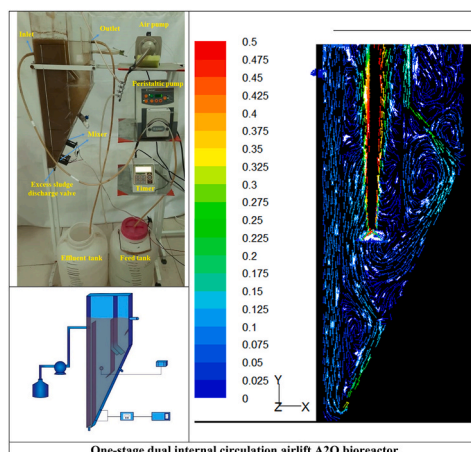 Inlet
Outlet
Air pump
Peristaltic pump
Mixer
Excess sludge
discharge valve
Timer
Effluent tank
Feed tank
0.5
0.475
0.45
0.425
0.4
0.375
0.35
0.325
0.3
0.275
0.25
0.225
0.2
0.175
0.15
0.125
0.1
0.075
0.05
0.025
0
Y
Z
X
One-stage dual internal circulation airlift A2O bioreactor